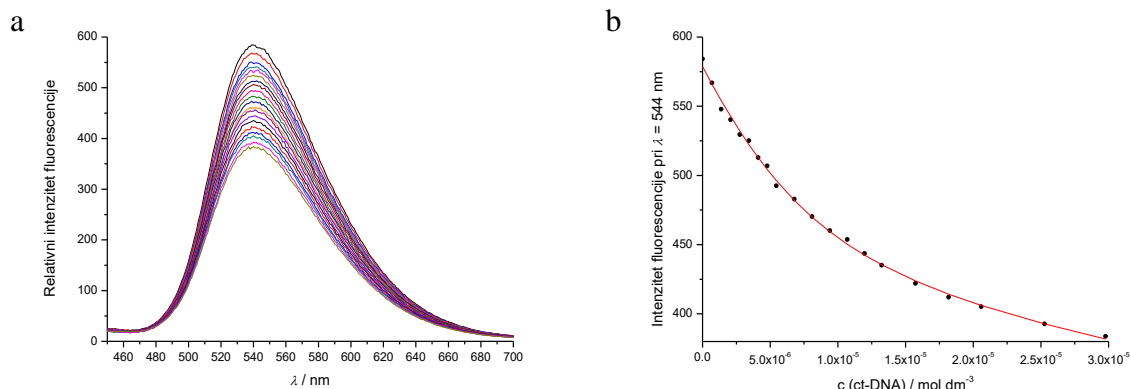 a
Relativni intenzitet fluorescencije
600
500
400
300
200
100
0
460 480 500 520 540 560 580 600 620 640 660 680 700
λ / nm
b
Intenzitet fluorescencije pri λ = 544 nm
600
550
500
450
400
0.0 5.0x10⁻⁶ 1.0x10⁻⁵ 1.5x10⁻⁵ 2.0x10⁻⁵ 2.5x10⁻⁵ 3.0x10⁻⁵
c (ct-DNA) / mol dm⁻³